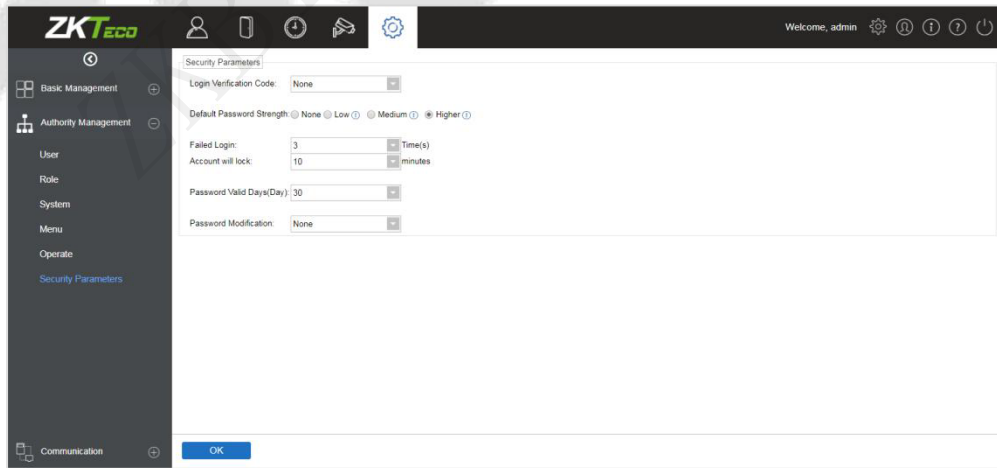 ZKTECO
Welcome, admin
Basic Management
Authority Management
User
Role
System
Menu
Operate
Security Parameters
Communication
Security Parameters
Login Verification Code: None
Default Password Strength: None Low Medium Higher
Failed Login: 3 Time(s)
Account will lock: 10 minutes
Password Valid Days(Day): 30
Password Modification: None
OK